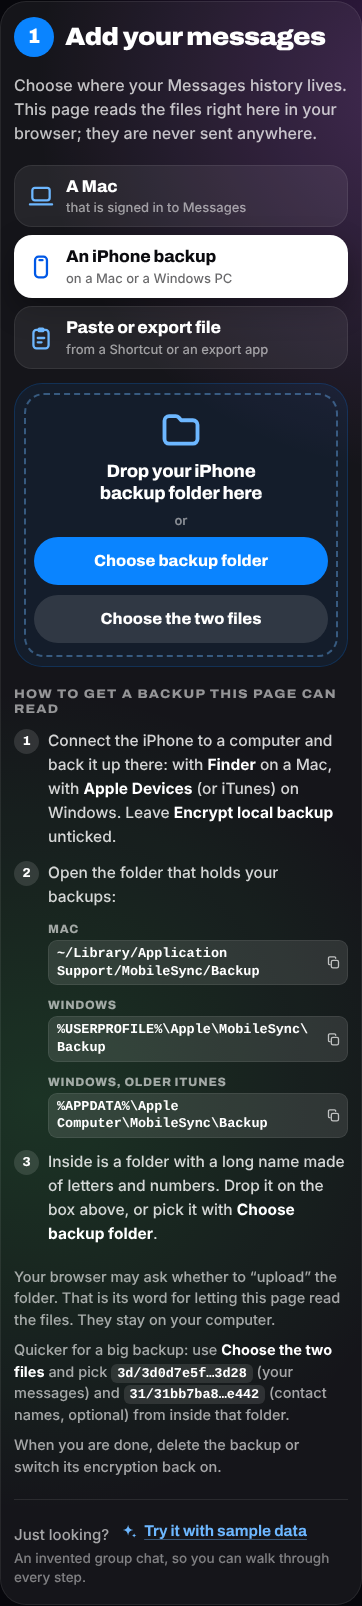 1 Add your messages
Choose where your Messages history lives.
This page reads the files right here in your
browser; they are never sent anywhere.
A Mac
that is signed in to Messages
An iPhone backup
on a Mac or a Windows PC
Paste or export file
from a Shortcut or an export app
Drop your iPhone
backup folder here
or
Choose backup folder
Choose the two files
HOW TO GET A BACKUP THIS PAGE CAN
READ
1 Connect the iPhone to a computer and
back it up there: with Finder on a Mac,
with Apple Devices (or iTunes) on
Windows. Leave Encrypt local backup
unticked.
2 Open the folder that holds your
backups:
MAC
~/Library/Application
Support/MobileSync/Backup
WINDOWS
%USERPROFILE%\Apple\MobileSync\
Backup
WINDOWS, OLDER ITUNES
%APPDATA%\Apple
Computer\MobileSync\Backup
3 Inside is a folder with a long name made
of letters and numbers. Drop it on the
box above, or pick it with Choose
backup folder.
Your browser may ask whether to “upload” the
folder. That is its word for letting this page read
the files. They stay on your computer.
Quicker for a big backup: use Choose the two
files and pick 3d/3d0d7e5f…3d28 (your
messages) and 31/31bb7ba8…e442 (contact
names, optional) from inside that folder.
When you are done, delete the backup or
switch its encryption back on.
Just looking? Try it with sample data
An invented group chat, so you can walk through
every step.